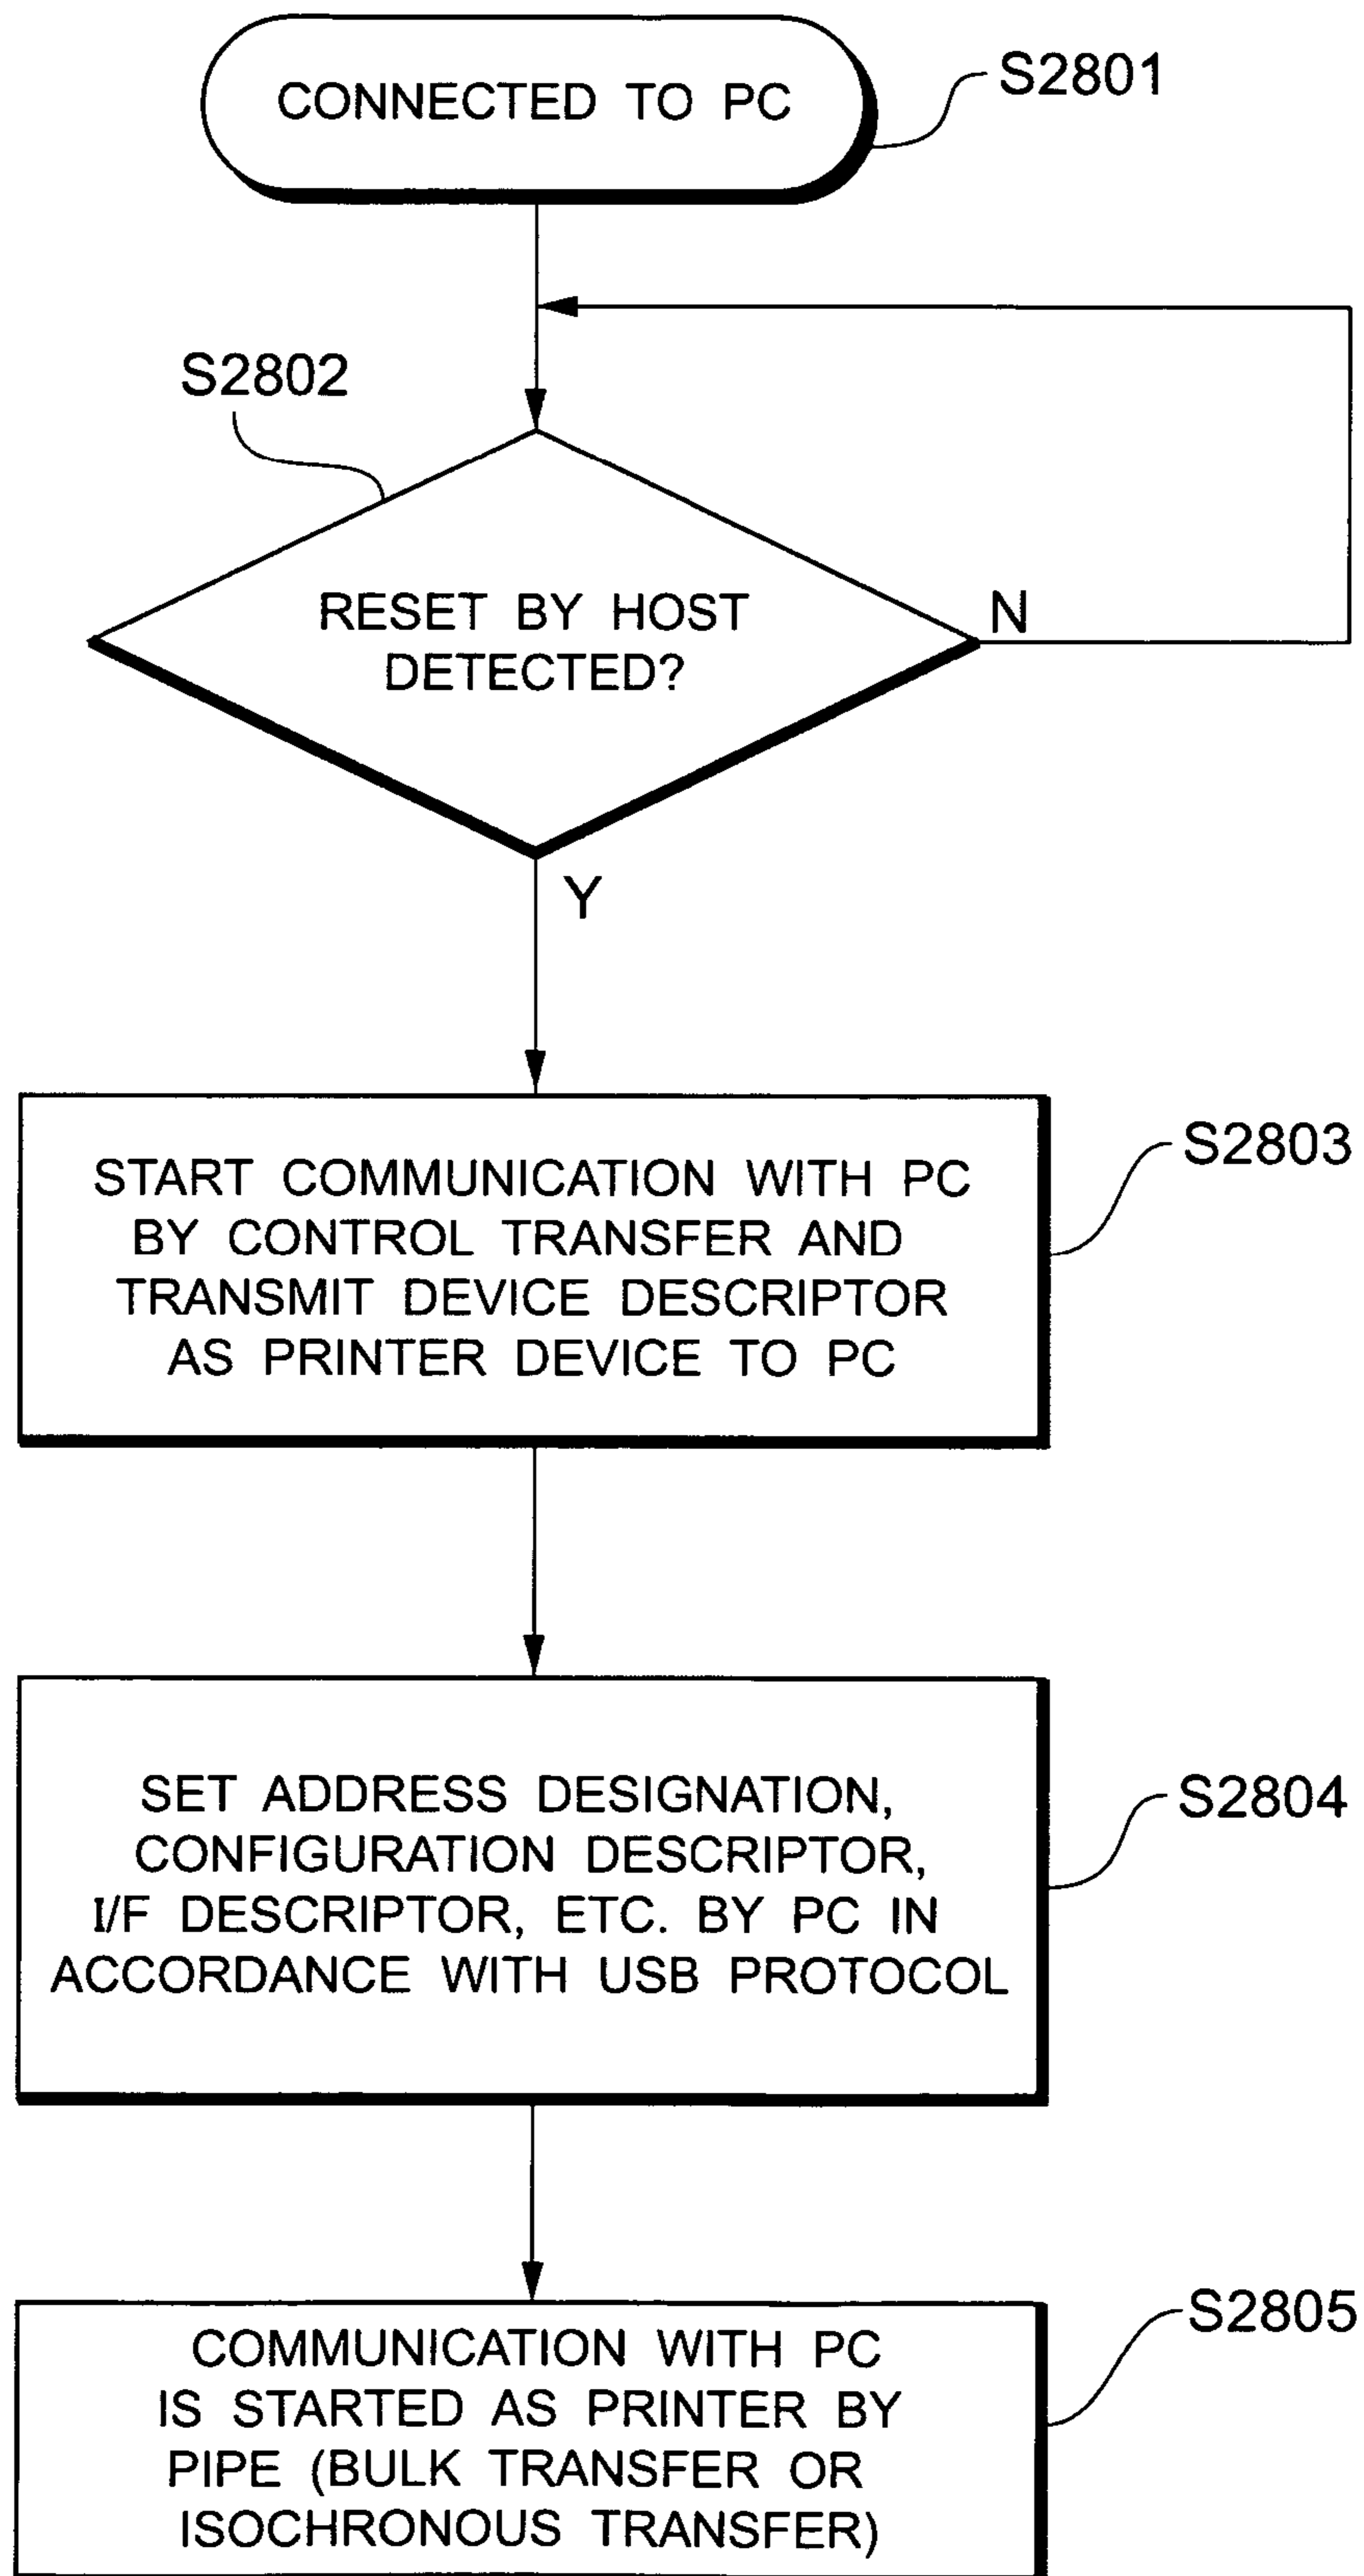 CONNECTED TO PC
S2801
S2802
RESET BY HOST
DETECTED?
N
Y
START COMMUNICATION WITH PC
BY CONTROL TRANSFER AND
TRANSMIT DEVICE DESCRIPTOR
AS PRINTER DEVICE TO PC
S2803
SET ADDRESS DESIGNATION,
CONFIGURATION DESCRIPTOR,
I/F DESCRIPTOR, ETC. BY PC IN
ACCORDANCE WITH USB PROTOCOL
S2804
COMMUNICATION WITH PC
IS STARTED AS PRINTER BY
PIPE (BULK TRANSFER OR
ISOCHRONOUS TRANSFER)
S2805